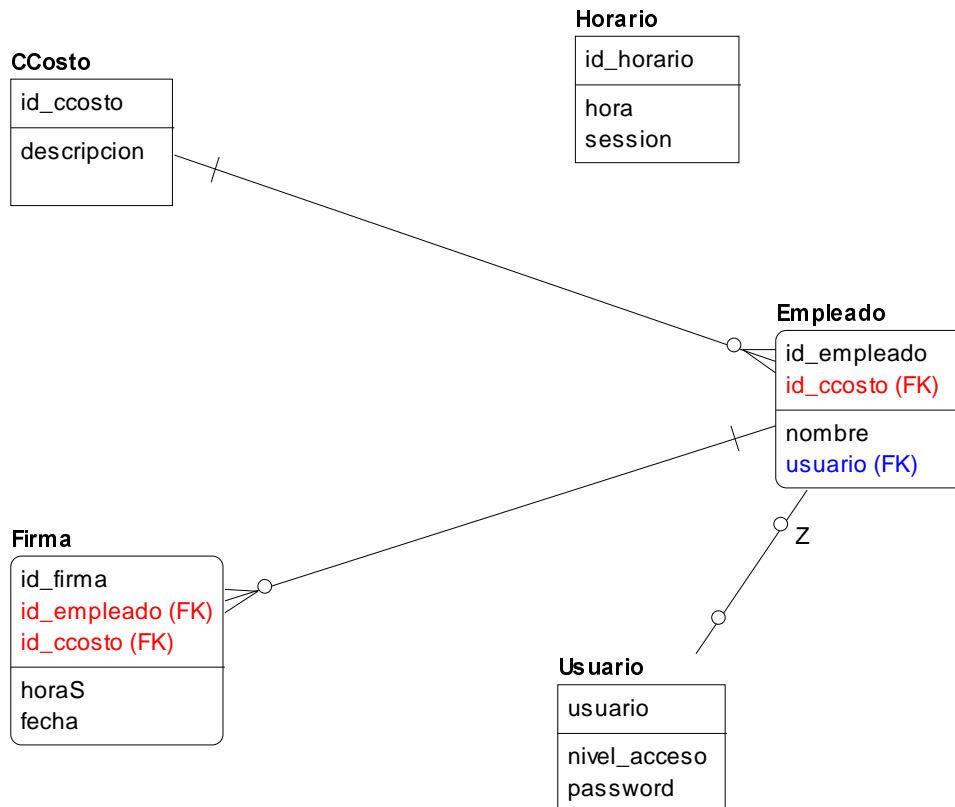 Horario
id_horario
hora
session
CCosto
id_ccosto
descripcion
Empleado
id_empleado
id_ccosto (FK)
nombre
usuario (FK)
Z
Firma
id_firma
id_empleado (FK)
id_ccosto (FK)
horaS
fecha
Usuario
usuario
nivel_acceso
password